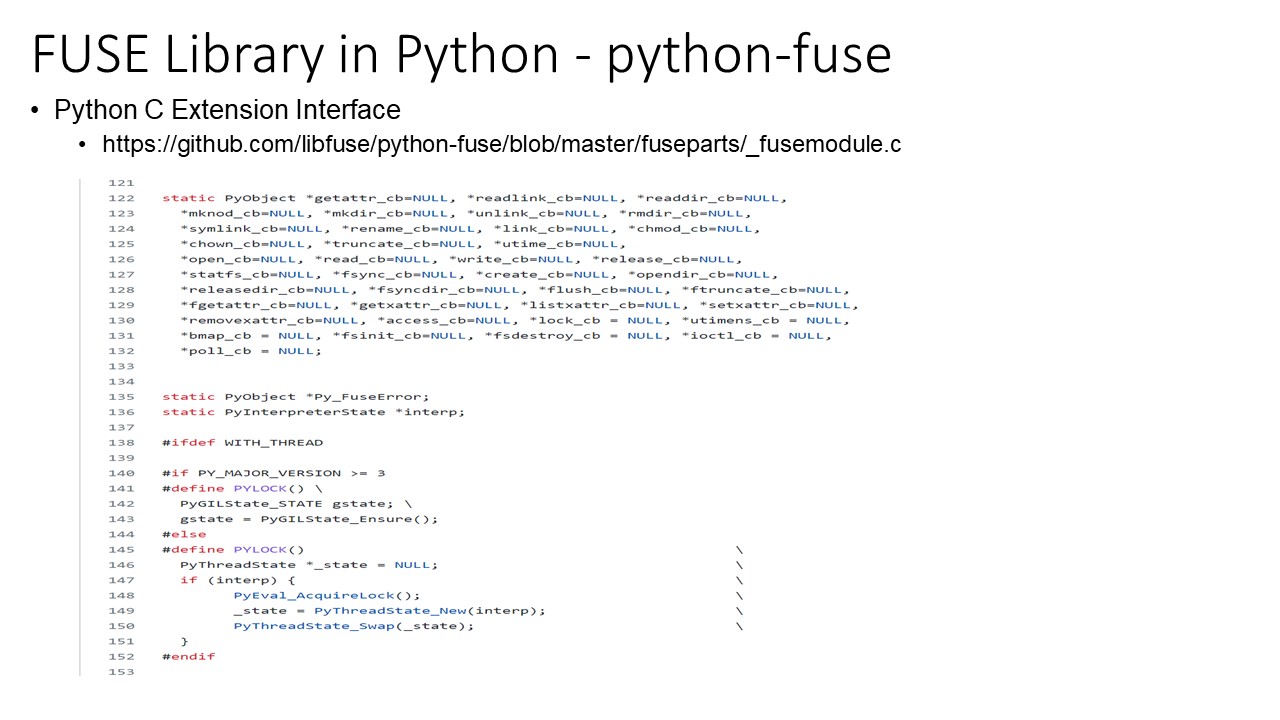 FUSE Library in Python - python-fuse
• Python C Extension Interface
• https://github.com/libfuse/python-fuse/blob/master/fuseparts/_fusemodule.c
121
122 static PyObject *getattr_cb=NULL, *readlink_cb=NULL, *readdir_cb=NULL,
123 *mknod_cb=NULL, *mkdir_cb=NULL, *unlink_cb=NULL, *rmdir_cb=NULL,
124 *symlink_cb=NULL, *rename_cb=NULL, *link_cb=NULL, *chmod_cb=NULL,
125 *chown_cb=NULL, *truncate_cb=NULL, *utime_cb=NULL,
126 *open_cb=NULL, *read_cb=NULL, *write_cb=NULL, *release_cb=NULL,
127 *statfs_cb=NULL, *fsync_cb=NULL, *create_cb=NULL, *opendir_cb=NULL,
128 *releasedir_cb=NULL, *fsyncdir_cb=NULL, *flush_cb=NULL, *ftruncate_cb=NULL,
129 *fgetattr_cb=NULL, *getxattr_cb=NULL, *listxattr_cb=NULL, *setxattr_cb=NULL,
130 *removexattr_cb=NULL, *access_cb=NULL, *lock_cb = NULL, *utimens_cb = NULL,
131 *bmap_cb = NULL, *fsinit_cb=NULL, *fsdestroy_cb = NULL, *ioctl_cb = NULL,
132 *poll_cb = NULL;
133
134
135 static PyObject *Py_FuseError;
136 static PyInterpreterState *interp;
137
138 #ifdef WITH_THREAD
139
140 #if PY_MAJOR_VERSION >= 3
141 #define PYLOCK() \
142 PyGILState_STATE gstate; \
143 gstate = PyGILState_Ensure();
144 #else
145 #define PYLOCK() \
146 PyThreadState *_state = NULL; \
147 if (interp) { \
148 PyEval_AcquireLock(); \
149 _state = PyThreadState_New(interp); \
150 PyThreadState_Swap(_state); \
151 }
152 #endif
153